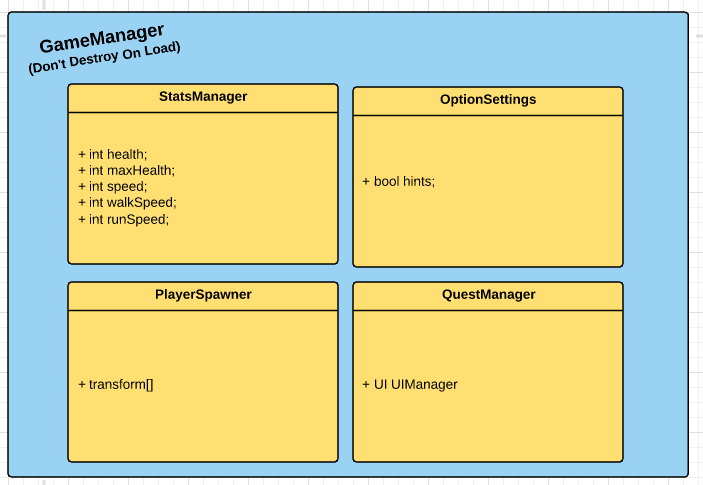 GameManager
(Don't Destroy On Load)
StatsManager
+ int health;
+ int maxHealth;
+ int speed;
+ int walkSpeed;
+ int runSpeed;
OptionSettings
+ bool hints;
PlayerSpawner
+ transform[]
QuestManager
+ UI UIManager